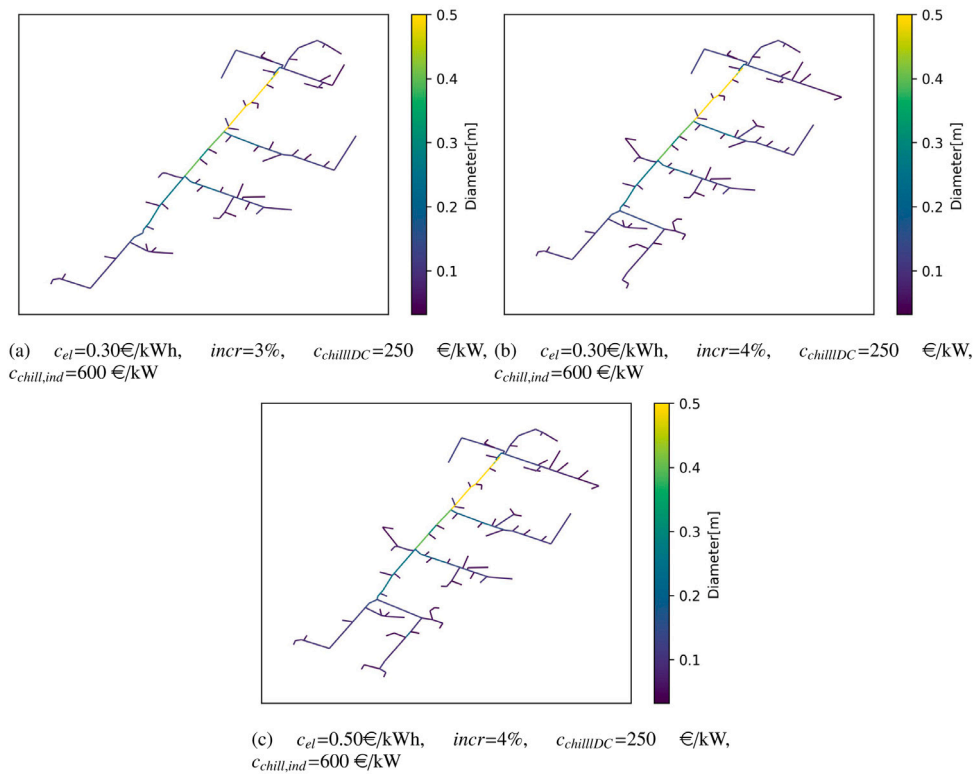 0.5
0.4
0.3
0.2
0.1
Diameter[m]
0.5
0.4
0.3
0.2
0.1
Diameter[m]
(a) c_el=0.30€/kWh, incr=3%, c_chilllDC=250 €/kW,
c_chill,ind=600 €/kW
(b) c_el=0.30€/kWh, incr=4%, c_chilllDC=250 €/kW,
c_chill,ind=600 €/kW
0.5
0.4
0.3
0.2
0.1
Diameter[m]
(c) c_el=0.50€/kWh, incr=4%, c_chilllDC=250 €/kW,
c_chill,ind=600 €/kW